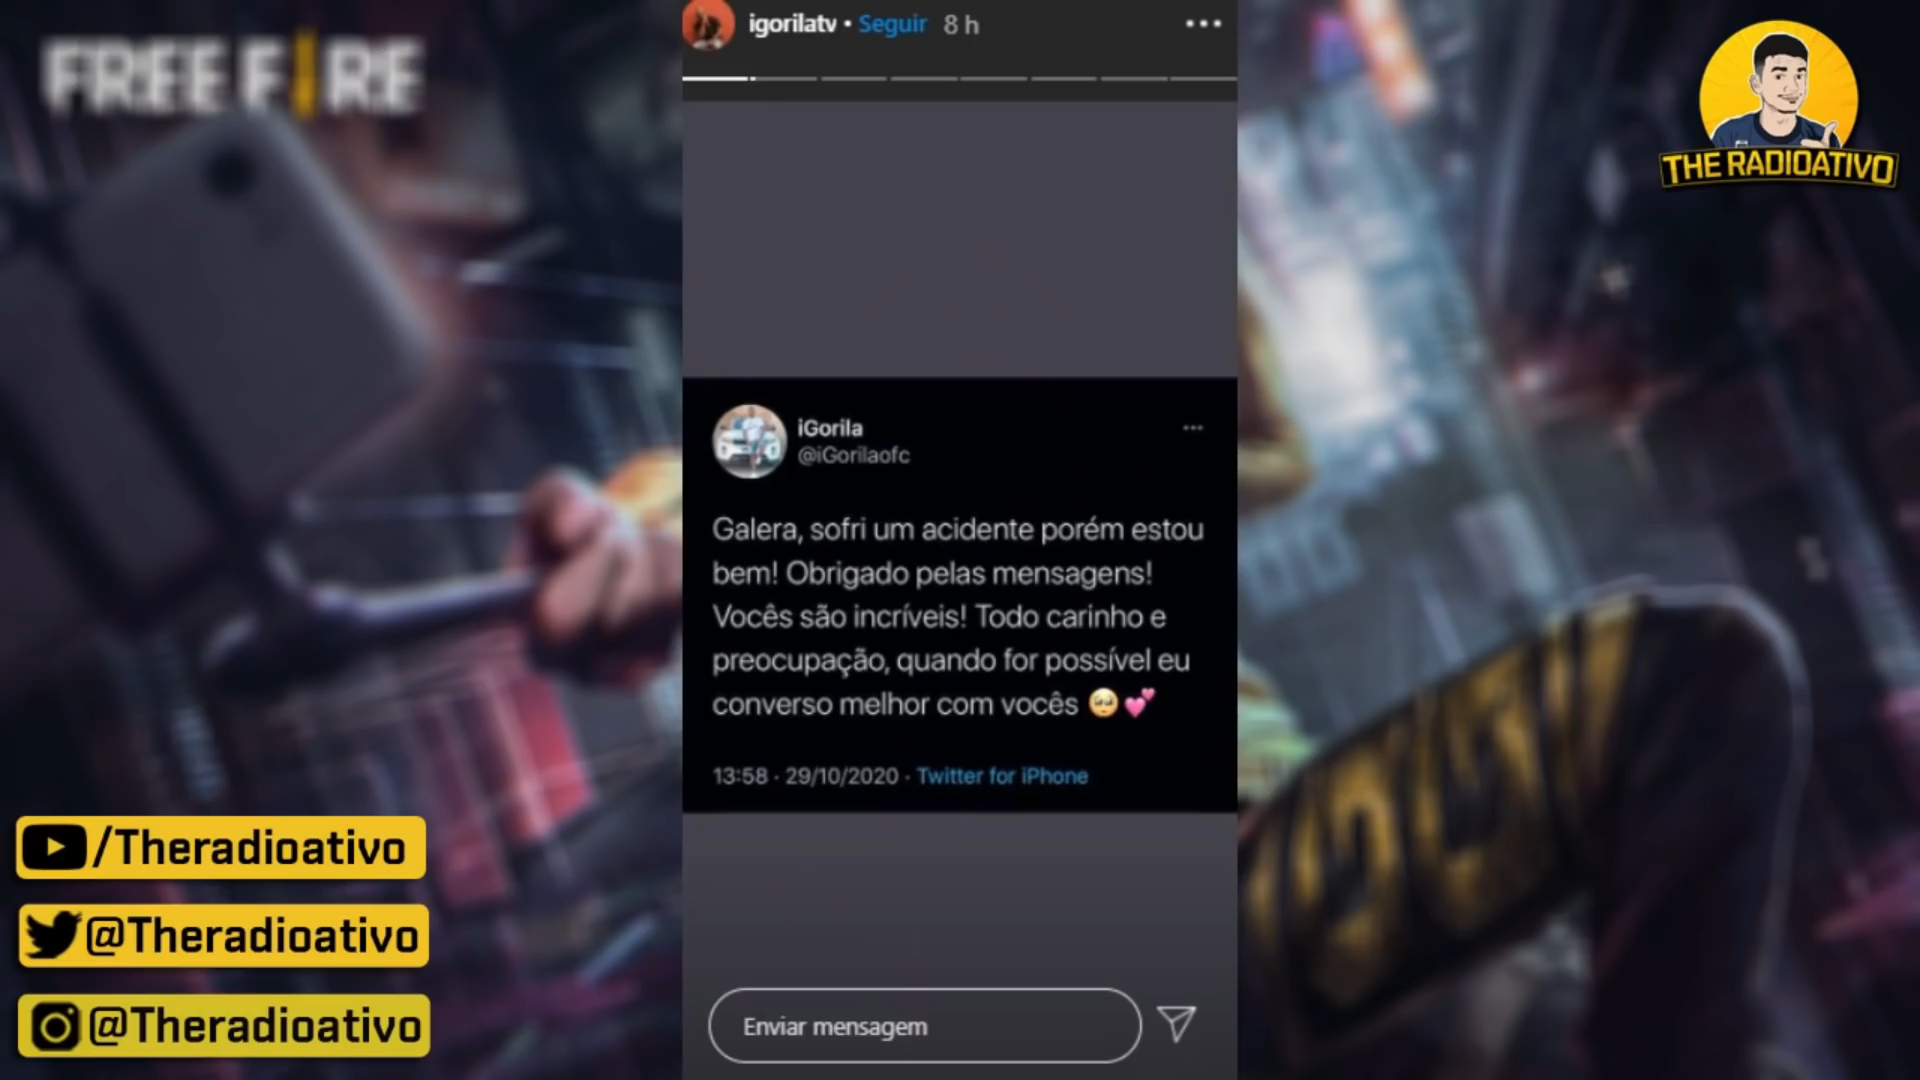 FREE FIRE
igorilatv • Seguir 8 h
THE RADIOATIVO
iGorila
@iGorilaofc
Galera, sofri um acidente porém estou
bem! Obrigado pelas mensagens!
Vocês são incríveis! Todo carinho e
preocupação, quando for possível eu
converso melhor com vocês 🥺💕
13:58 · 29/10/2020 · Twitter for iPhone
/Theradioativo
@Theradioativo
@Theradioativo
Enviar mensagem